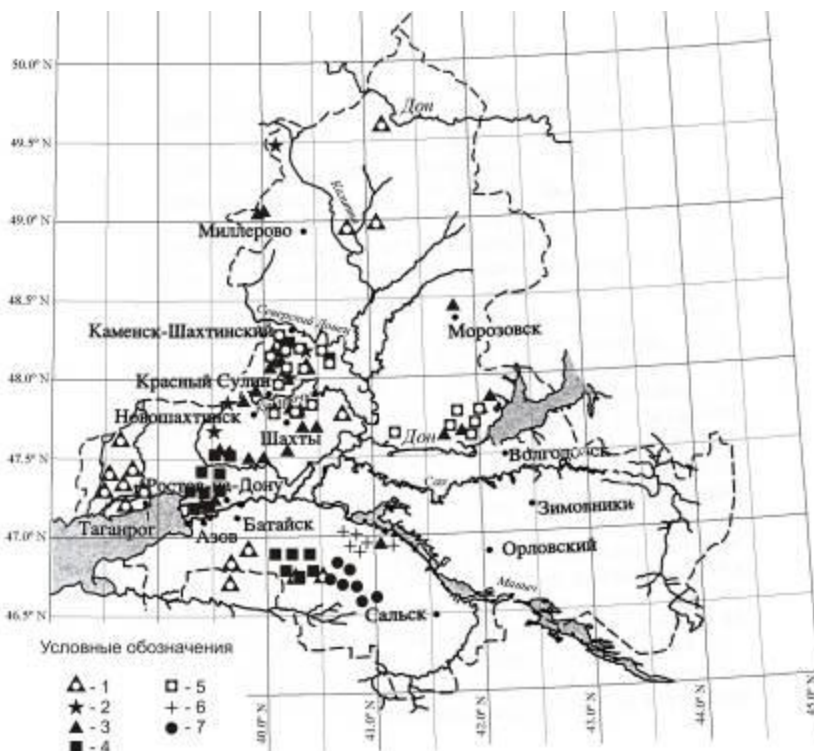 50.0° N
Дон
49.5° N
49.0° N
Миллерово
48.5° N
Северский Донец
Каменск-Шахтинский
Морозовск
48.0° N
Красный Сулин
Новошахтинск
Шахты
Дон
47.5° N
Волгодонск
Сал
Ростов-на-Дону
Зимовники
Таганрог
Батайск
47.0° N
Азов
Орловский
Маныч
46.5° N
Сальск
Условные обозначения
- 1
- 5
- 2
- 6
- 3
- 7
- 4
40.0° N
41.0° N
42.0° N
43.0° N
44.0° N
45.0° N